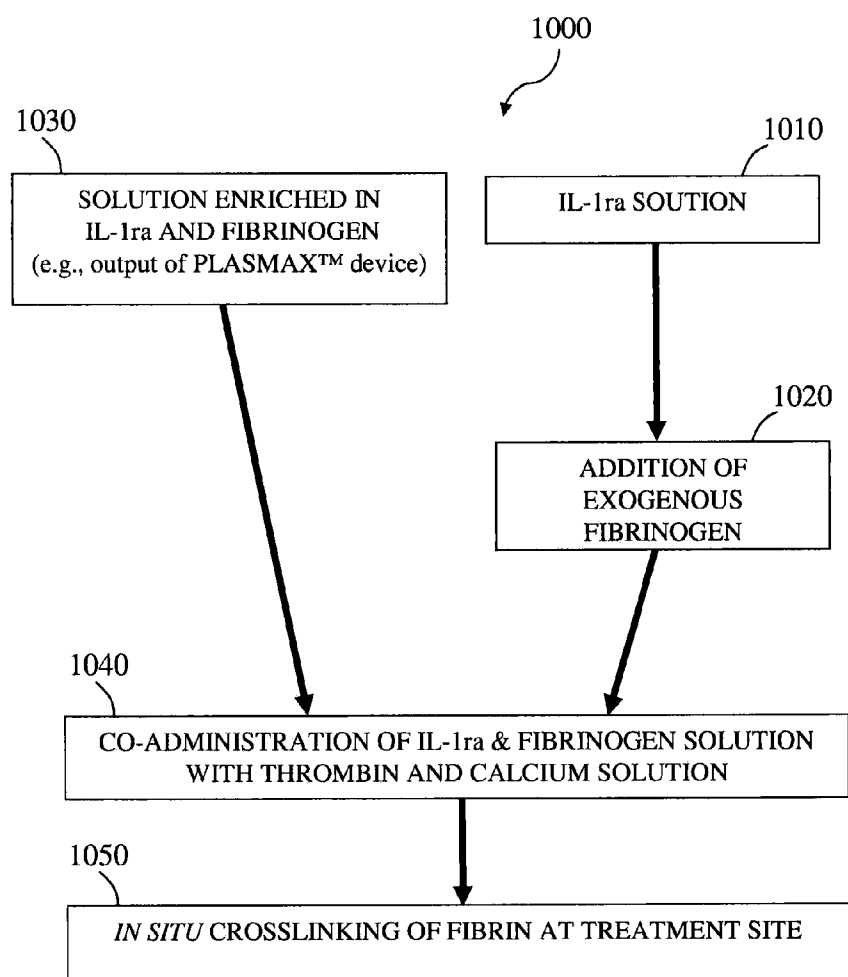 1000
1030
1010
SOLUTION ENRICHED IN
IL-1ra AND FIBRINOGEN
(e.g., output of PLASMAX™ device)
IL-1ra SOUTION
1020
ADDITION OF
EXOGENOUS
FIBRINOGEN
1040
CO-ADMINISTRATION OF IL-1ra & FIBRINOGEN SOLUTION
WITH THROMBIN AND CALCIUM SOLUTION
1050
IN SITU CROSSLINKING OF FIBRIN AT TREATMENT SITE